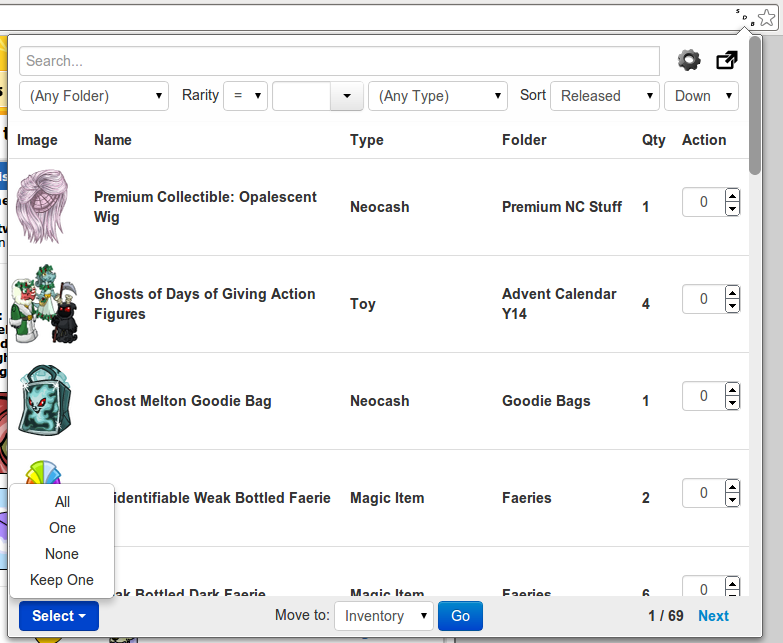 S
D
B
Search...
(Any Folder) Rarity = (Any Type) Sort Released Down
Image Name Type Folder Qty Action
Premium Collectible: Opalescent
Wig
Neocash Premium NC Stuff 1 0
Ghosts of Days of Giving Action
Figures
Toy
Advent Calendar
Y14
4 0
Ghost Melton Goodie Bag Neocash Goodie Bags 1 0
identifiable Weak Bottled Faerie Magic Item Faeries 2 0
All
One
None
Keep One
Bottled Dark Faerie Magic Item Faeries 6 0
Select Move to: Inventory Go 1 / 69 Next